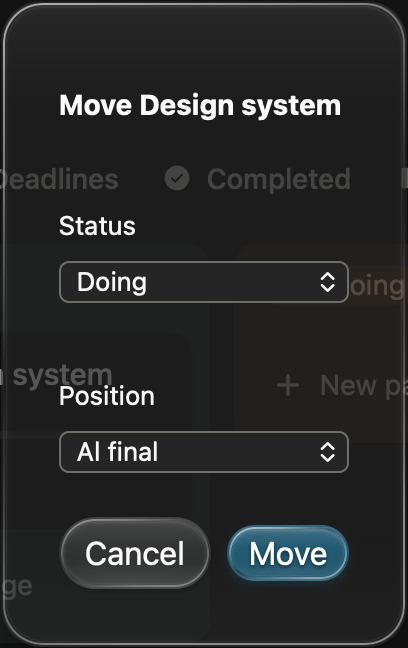 Move Design system
Deadlines
Completed
Status
Doing
oing
system
New pa
Position
Al final
Cancel
Move
ge